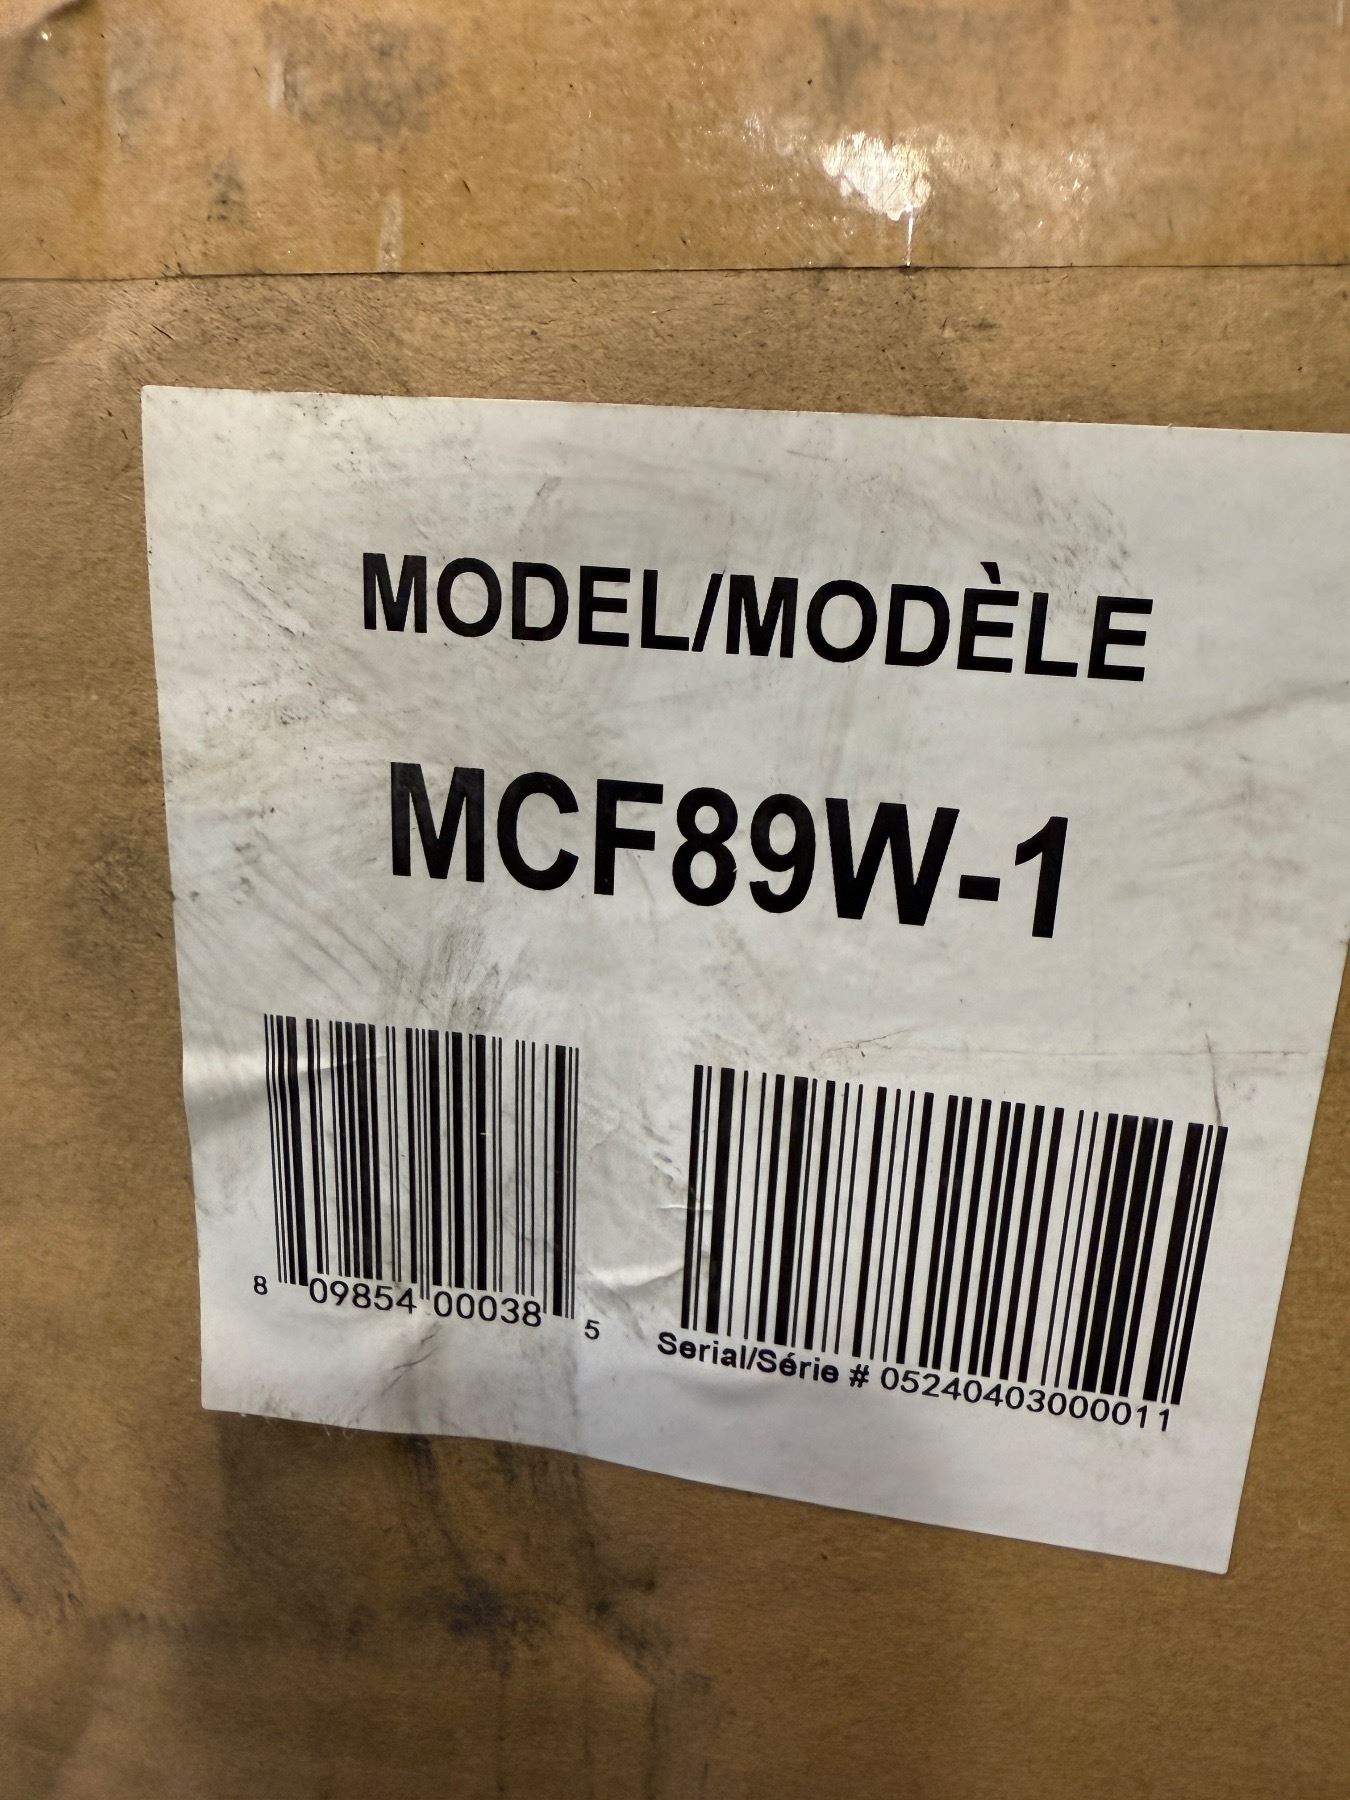 MODEL/MODÈLE
MCF89W-1
8 09854 00038 5
Serial/Série # 05240403000011